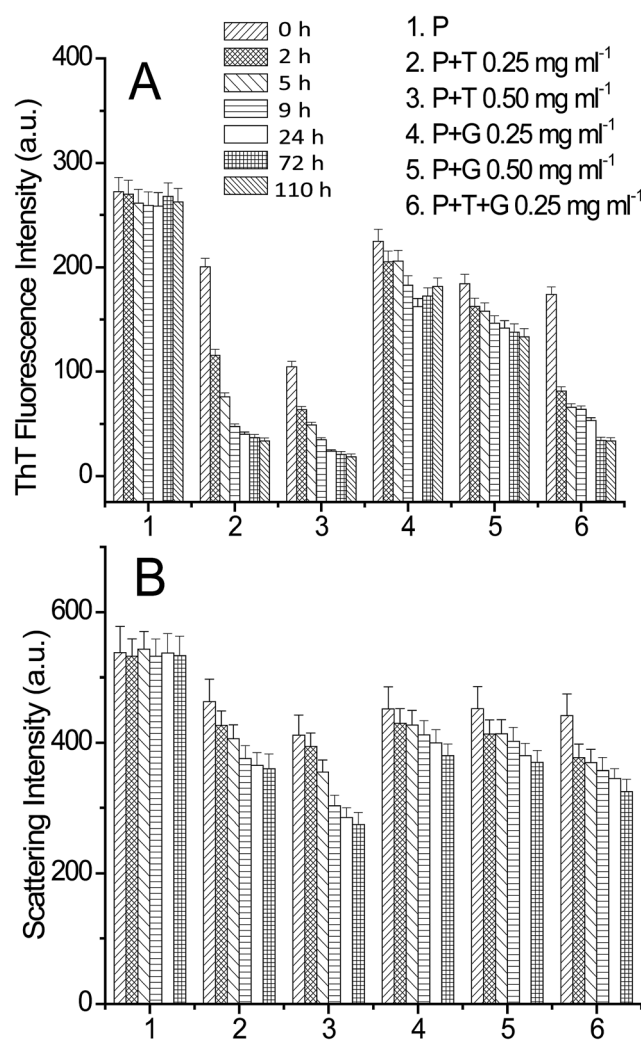 A
0 h
2 h
5 h
9 h
24 h
72 h
110 h
1. P
2. P+T 0.25 mg ml⁻¹
3. P+T 0.50 mg ml⁻¹
4. P+G 0.25 mg ml⁻¹
5. P+G 0.50 mg ml⁻¹
6. P+T+G 0.25 mg ml⁻¹
ThT Fluorescence Intensity (a.u.)
400
300
200
100
0
1 2 3 4 5 6
B
Scattering Intensity (a.u.)
600
400
200
0
1 2 3 4 5 6